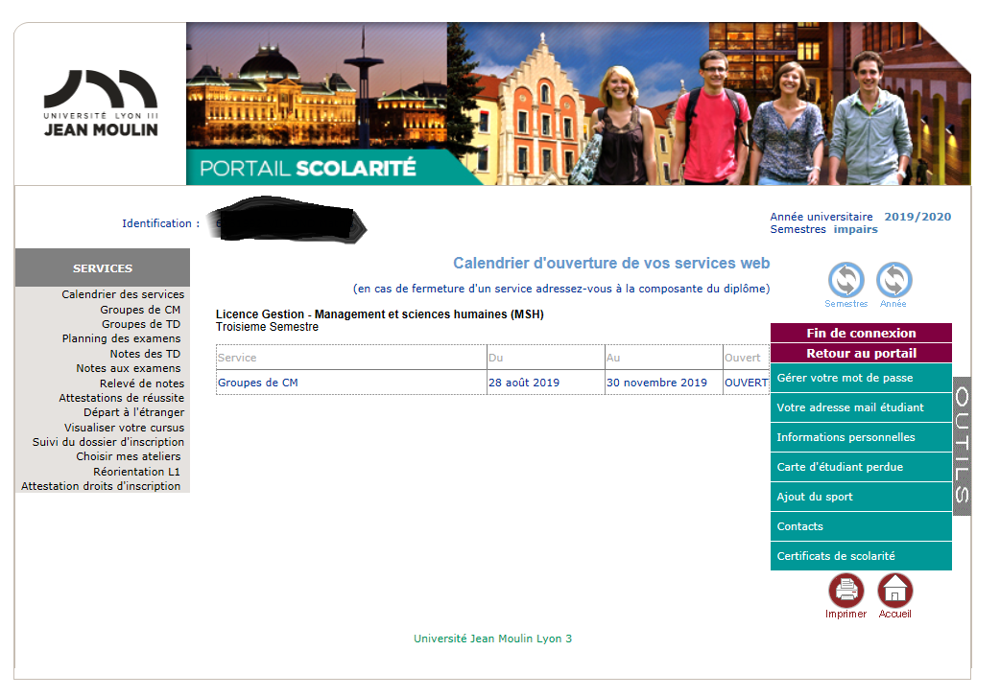 UNIVERSITÉ LYON III
JEAN MOULIN
PORTAIL SCOLARITÉ
Identification :
Année universitaire 2019/2020
Semestres impairs
SERVICES
Calendrier des services
Groupes de CM
Groupes de TD
Planning des examens
Notes des TD
Notes aux examens
Relevé de notes
Attestations de réussite
Départ à l'étranger
Visualiser votre cursus
Suivi du dossier d'inscription
Choisir mes ateliers
Réorientation L1
Attestation droits d'inscription
Calendrier d'ouverture de vos services web
(en cas de fermeture d'un service adressez-vous à la composante du diplôme)
Licence Gestion - Management et sciences humaines (MSH)
Troisieme Semestre
Service Du Au Ouvert
Groupes de CM 28 août 2019 30 novembre 2019 OUVERT
Semestres Année
Fin de connexion
Retour au portail
Gérer votre mot de passe
Votre adresse mail étudiant
Informations personnelles
Carte d'étudiant perdue
Ajout du sport
Contacts
Certificats de scolarité
OUTILS
Imprimer Accueil
Université Jean Moulin Lyon 3